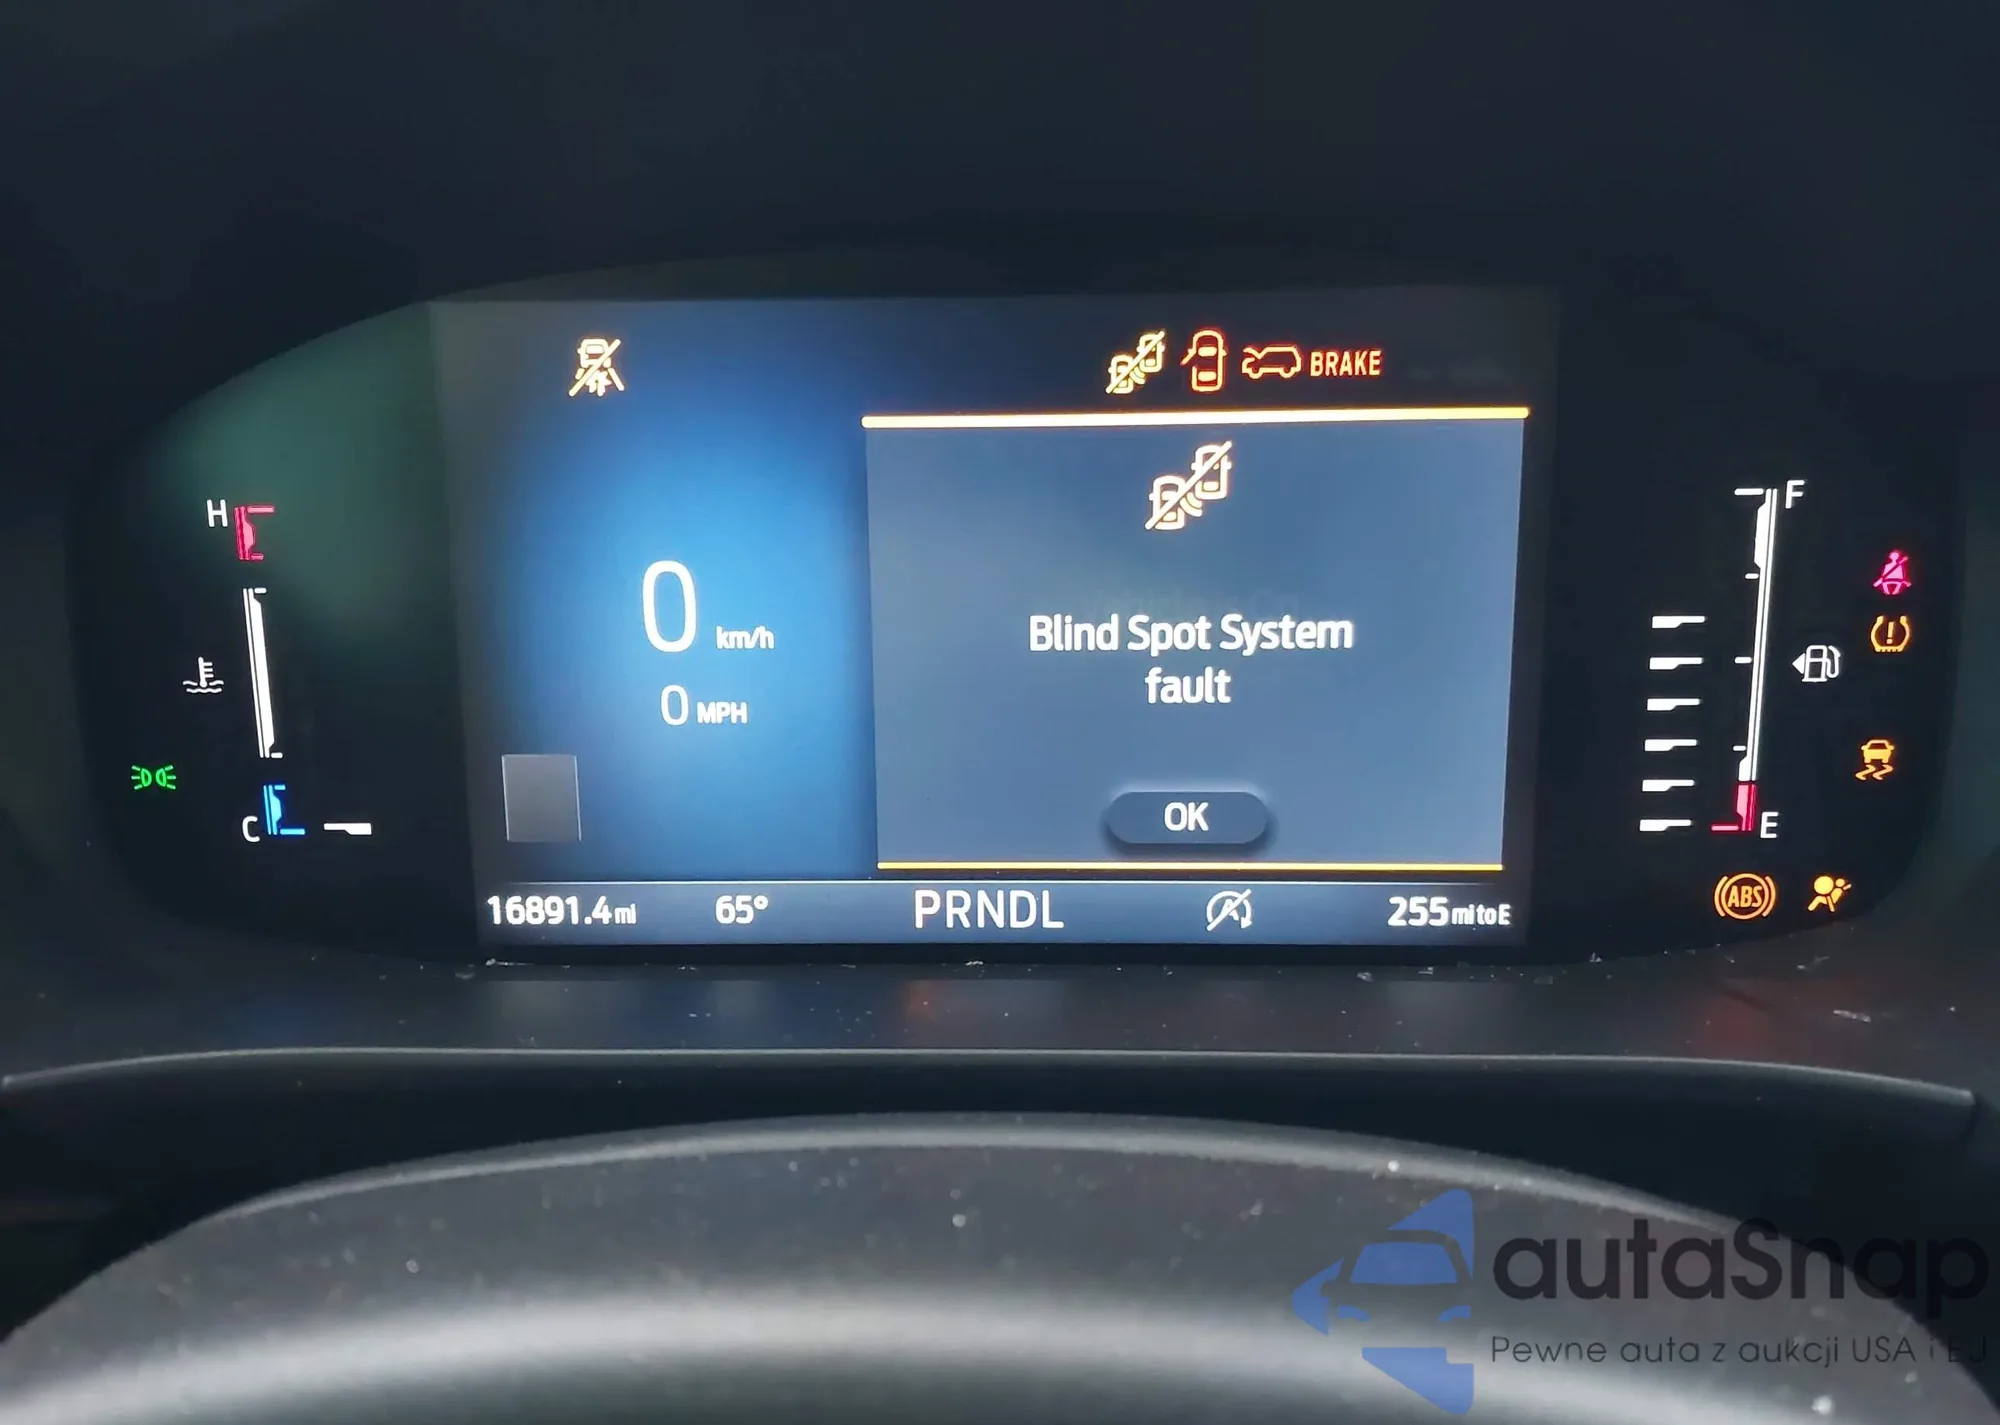 BRAKE
H
F
0 km/h
0 MPH
Blind Spot System
fault
OK
C
E
16891.4 mi
65°
PRNDL
A
255 mi to E
ABS
autaSnap
Pewne auta z aukcji USA i EU